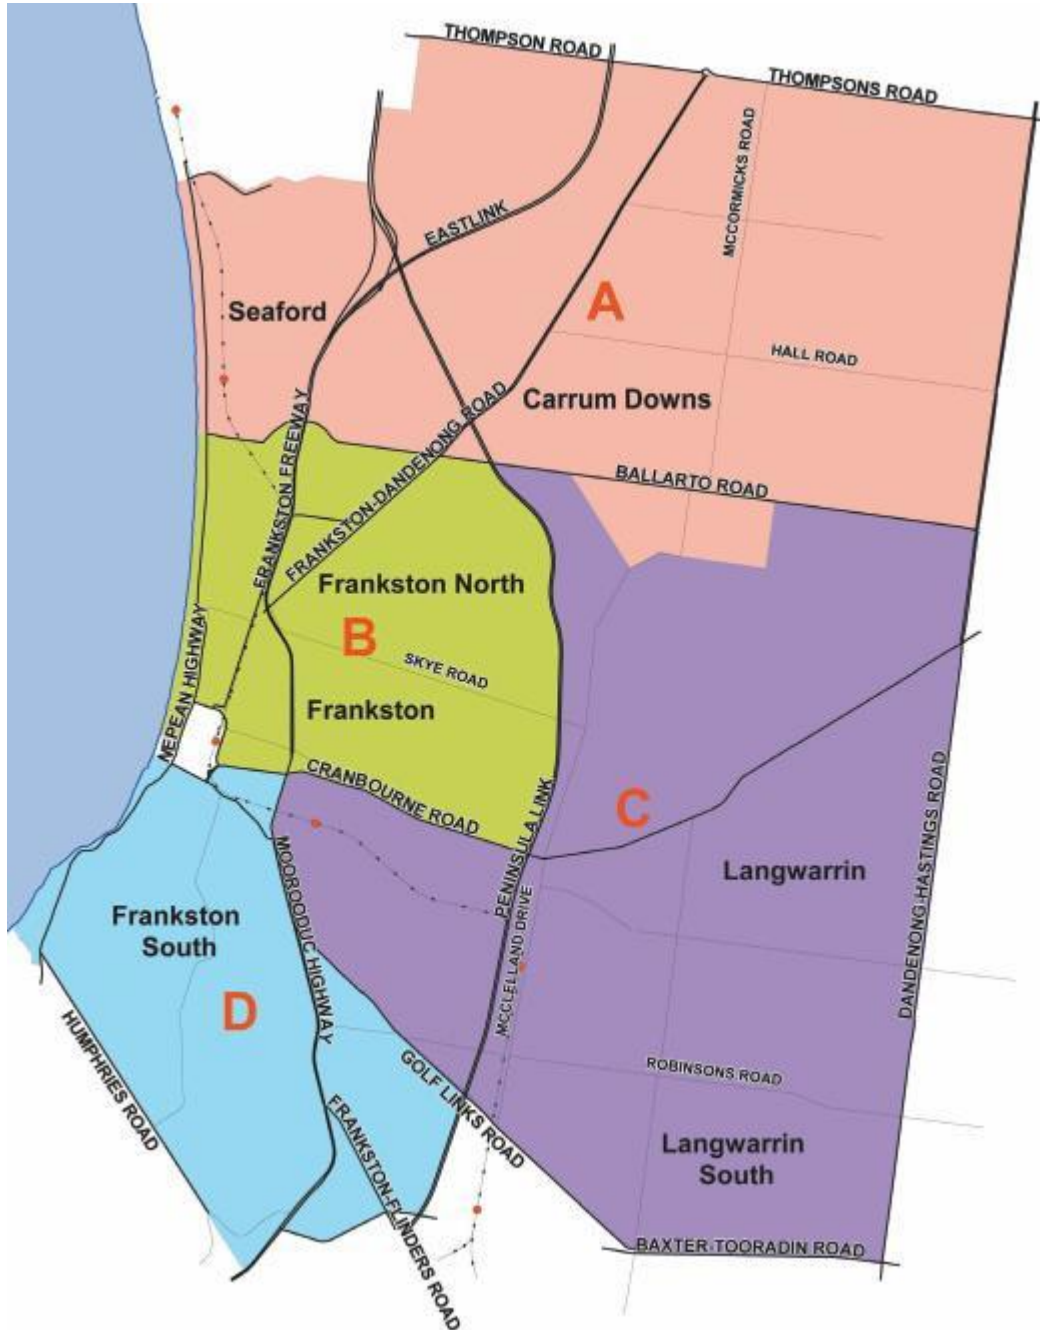 THOMPSON ROAD
THOMPSONS ROAD
MCCORMICKS ROAD
EASTLINK
Seaford
A
HALL ROAD
Carrum Downs
FRANKSTON FREEWAY
FRANKSTON-DANDENONG ROAD
BALLARTO ROAD
Frankston North
B
SKYE ROAD
NEPEAN HIGHWAY
Frankston
CRANBOURNE ROAD
C
PENINSULA LINK
Langwarrin
DANDENONG-HASTINGS ROAD
MOOROODUC HIGHWAY
MCCLELLAND DRIVE
Frankston
South
D
HUMPHRIES ROAD
GOLF LINKS ROAD
ROBINSONS ROAD
FRANKSTON-FLINDERS ROAD
Langwarrin
South
BAXTER-TOORADIN ROAD